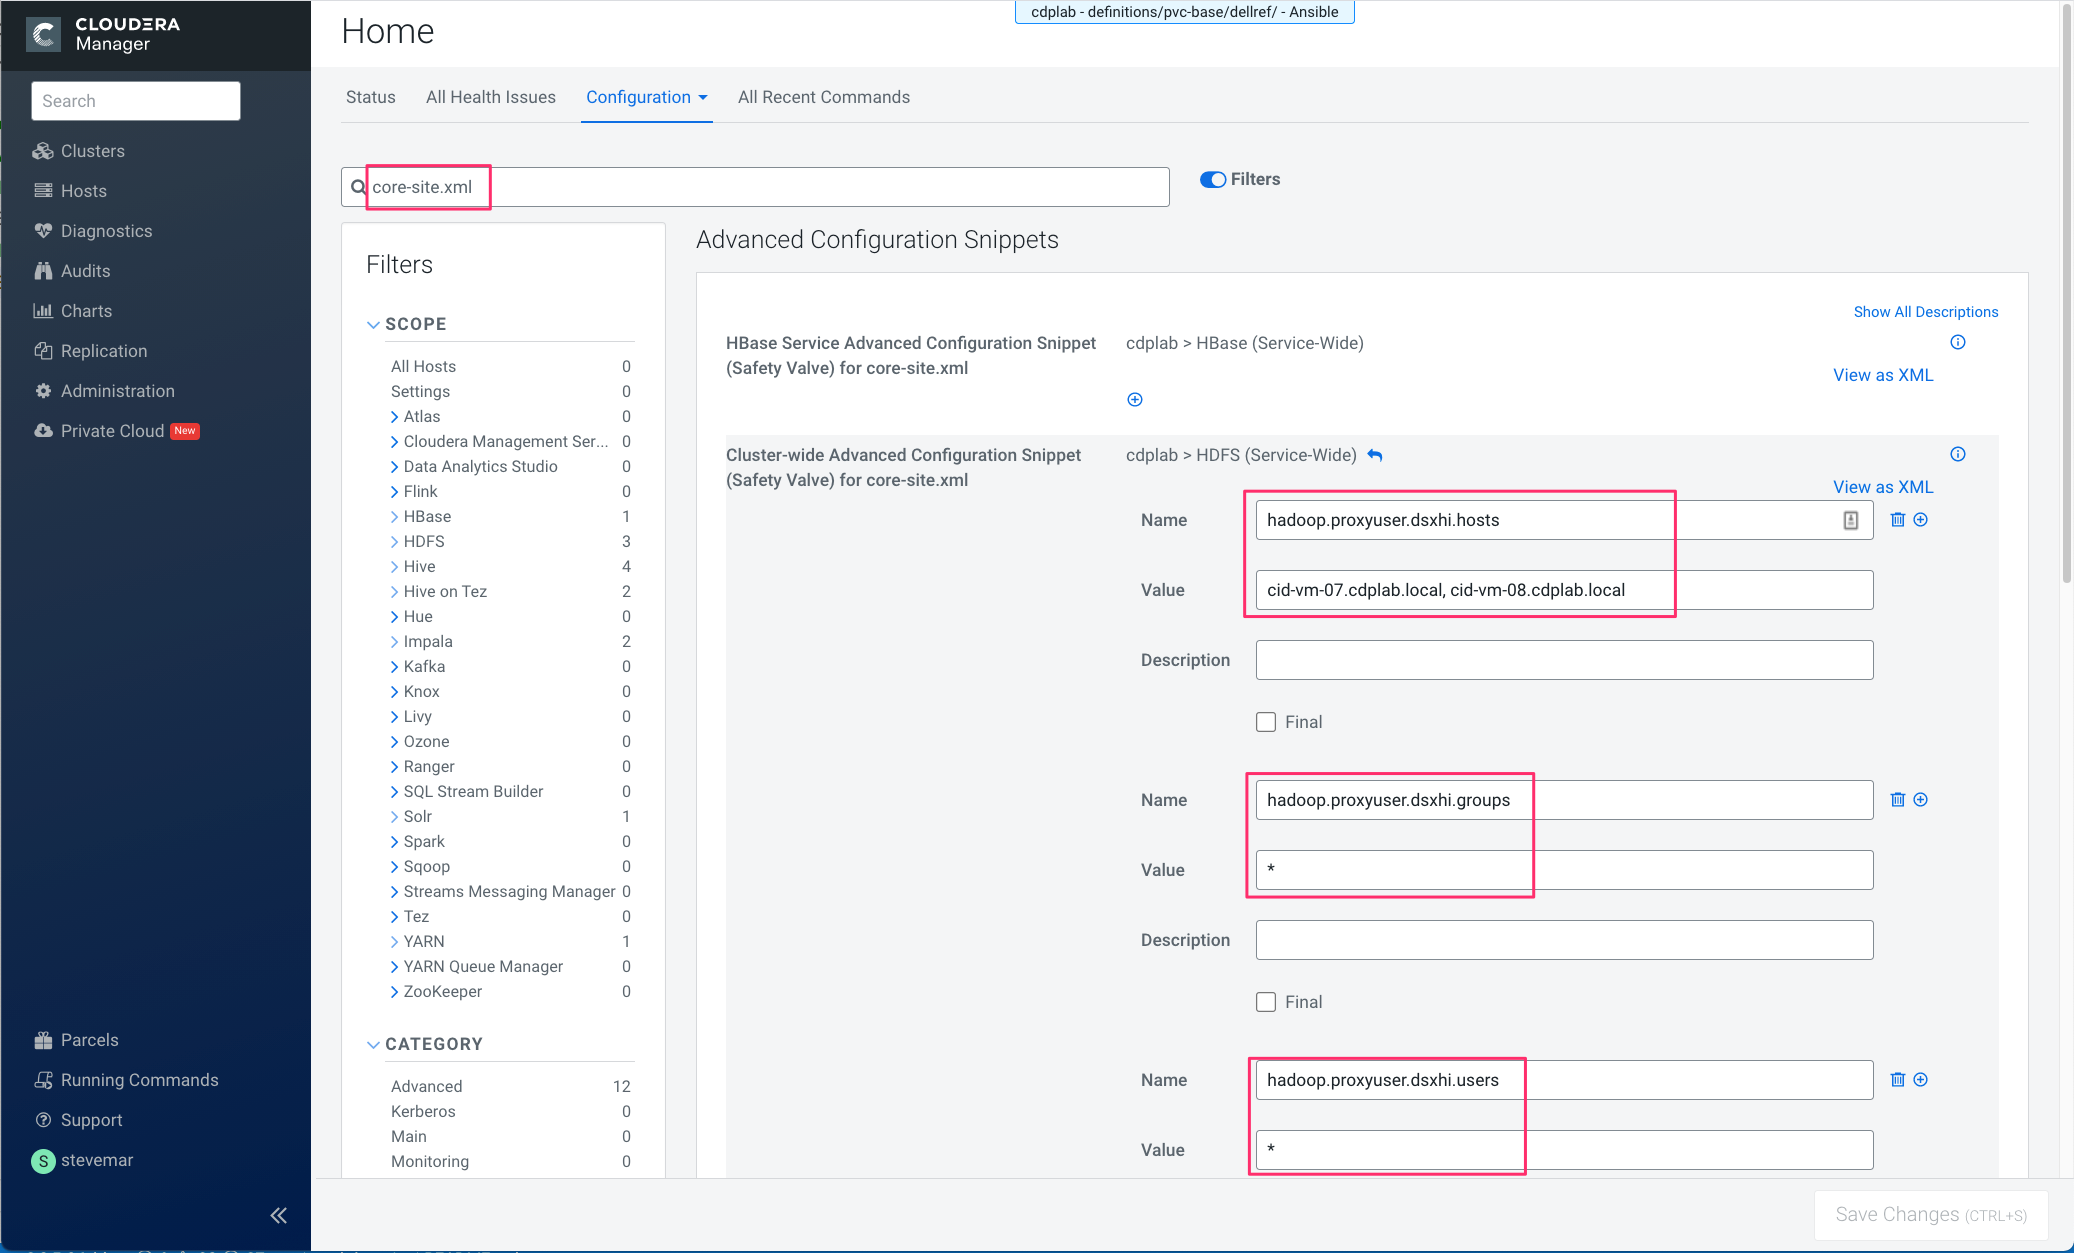 CLOUDERA
Manager
Search
Clusters
Hosts
Diagnostics
Audits
Charts
Replication
Administration
Private Cloud New
Parcels
Running Commands
Support
S stevemar
cdplab - definitions/pvc-base/dellref/ - Ansible
Home
Status All Health Issues Configuration All Recent Commands
core-site.xml
Filters
Filters
SCOPE
All Hosts 0
Settings 0
Atlas 0
Cloudera Management Ser... 0
Data Analytics Studio 0
Flink 0
HBase 1
HDFS 3
Hive 4
Hive on Tez 2
Hue 0
Impala 2
Kafka 0
Knox 0
Livy 0
Ozone 0
Ranger 0
SQL Stream Builder 0
Solr 1
Spark 0
Sqoop 0
Streams Messaging Manager 0
Tez 0
YARN 1
YARN Queue Manager 0
ZooKeeper 0
CATEGORY
Advanced 12
Kerberos 0
Main 0
Monitoring 0
Advanced Configuration Snippets
Show All Descriptions
HBase Service Advanced Configuration Snippet cdplab > HBase (Service-Wide)
(Safety Valve) for core-site.xml
View as XML
Cluster-wide Advanced Configuration Snippet cdplab > HDFS (Service-Wide)
(Safety Valve) for core-site.xml
View as XML
Name hadoop.proxyuser.dsxhi.hosts
Value cid-vm-07.cdplab.local, cid-vm-08.cdplab.local
Description
Final
Name hadoop.proxyuser.dsxhi.groups
Value *
Description
Final
Name hadoop.proxyuser.dsxhi.users
Value *
Save Changes (CTRL+S)